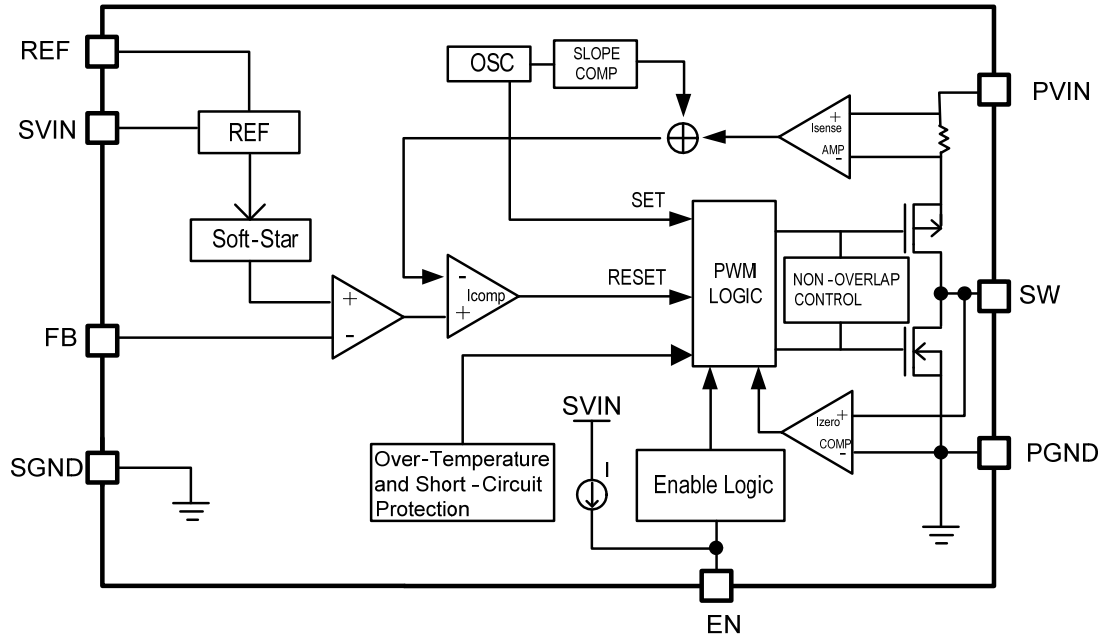 REF
SVIN
REF
Soft-Star
FB
SGND
OSC
SLOPE
COMP
+
Isense
AMP
-
PVIN
SET
RESET
PWM
LOGIC
NON -OVERLAP
CONTROL
SW
-
Icomp
+
+
-
SVIN
I
Over-Temperature
and Short -Circuit
Protection
Enable Logic
Izero+
COMP
-
PGND
EN